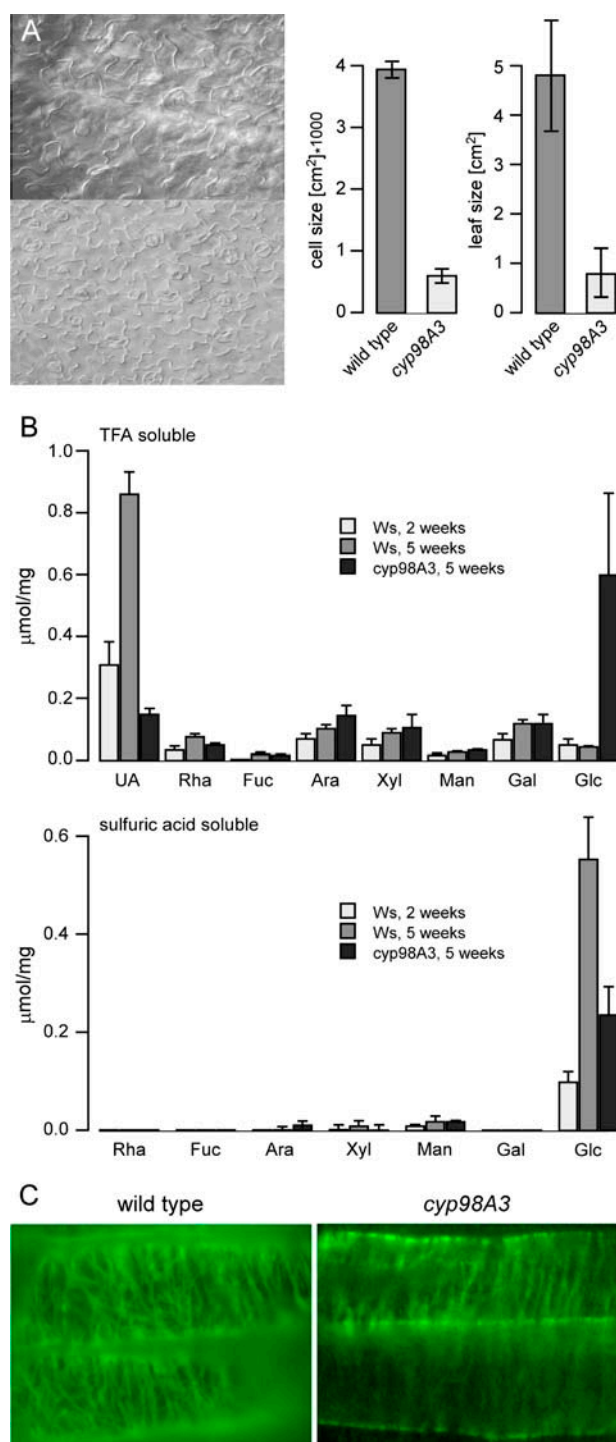 A
cell size [cm²]*1000
4
3
2
1
0
wild type
cyp98A3
leaf size [cm²]
5
4
3
2
1
0
wild type
cyp98A3
B
TFA soluble
μmol/mg
1.0
0.8
0.6
0.4
0.2
0.0
Ws, 2 weeks
Ws, 5 weeks
cyp98A3, 5 weeks
UA Rha Fuc Ara Xyl Man Gal Glc
sulfuric acid soluble
μmol/mg
0.6
0.4
0.2
0.0
Ws, 2 weeks
Ws, 5 weeks
cyp98A3, 5 weeks
Rha Fuc Ara Xyl Man Gal Glc
C
wild type
cyp98A3